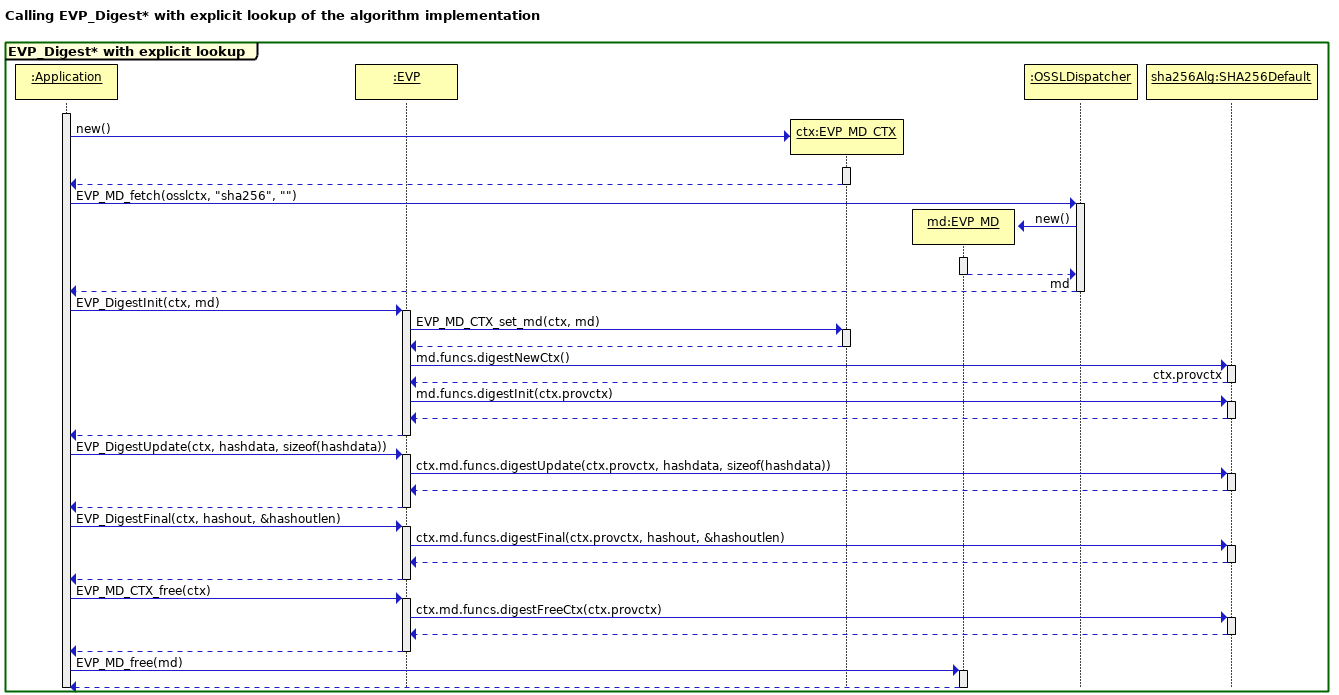 Calling EVP_Digest* with explicit lookup of the algorithm implementation
EVP_Digest* with explicit lookup
:Application
:EVP
:OSSLDispatcher
sha256Alg:SHA256Default
new()
ctx:EVP_MD_CTX
EVP_MD_fetch(osslctx, "sha256", "")
md:EVP_MD
new()
md
EVP_DigestInit(ctx, md)
EVP_MD_CTX_set_md(ctx, md)
md.funcs.digestNewCtx()
ctx.provctx
md.funcs.digestInit(ctx.provctx)
EVP_DigestUpdate(ctx, hashdata, sizeof(hashdata))
ctx.md.funcs.digestUpdate(ctx.provctx, hashdata, sizeof(hashdata))
EVP_DigestFinal(ctx, hashout, &hashoutlen)
ctx.md.funcs.digestFinal(ctx.provctx, hashout, &hashoutlen)
EVP_MD_CTX_free(ctx)
ctx.md.funcs.digestFreeCtx(ctx.provctx)
EVP_MD_free(md)